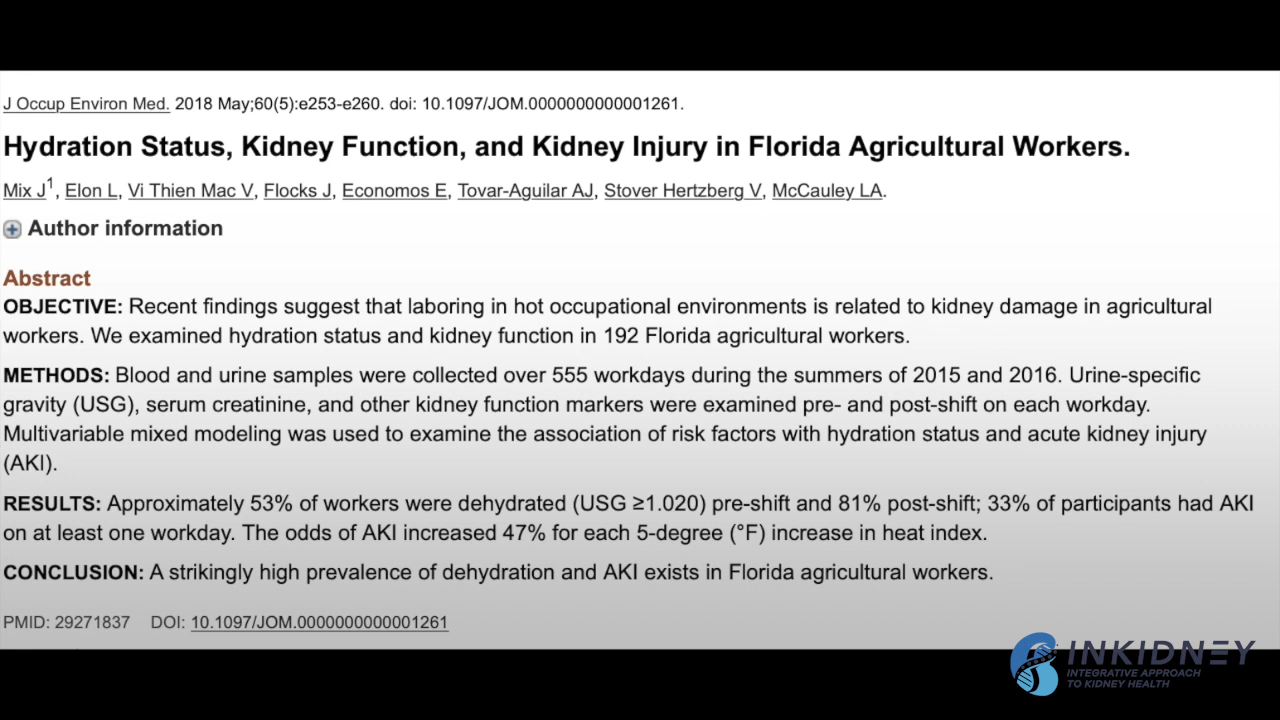 J Occup Environ Med. 2018 May;60(5):e253-e260. doi: 10.1097/JOM.0000000000001261.
Hydration Status, Kidney Function, and Kidney Injury in Florida Agricultural Workers.
Mix J1, Elon L, Vi Thien Mac V, Flocks J, Economos E, Tovar-Aguilar AJ, Stover Hertzberg V, McCauley LA.
Author information
Abstract
OBJECTIVE: Recent findings suggest that laboring in hot occupational environments is related to kidney damage in agricultural
workers. We examined hydration status and kidney function in 192 Florida agricultural workers.
METHODS: Blood and urine samples were collected over 555 workdays during the summers of 2015 and 2016. Urine-specific
gravity (USG), serum creatinine, and other kidney function markers were examined pre- and post-shift on each workday.
Multivariable mixed modeling was used to examine the association of risk factors with hydration status and acute kidney injury
(AKI).
RESULTS: Approximately 53% of workers were dehydrated (USG ≥1.020) pre-shift and 81% post-shift; 33% of participants had AKI
on at least one workday. The odds of AKI increased 47% for each 5-degree (°F) increase in heat index.
CONCLUSION: A strikingly high prevalence of dehydration and AKI exists in Florida agricultural workers.
PMID: 29271837 DOI: 10.1097/JOM.0000000000001261
INKIDNEY
INTEGRATIVE APPROACH
TO KIDNEY HEALTH